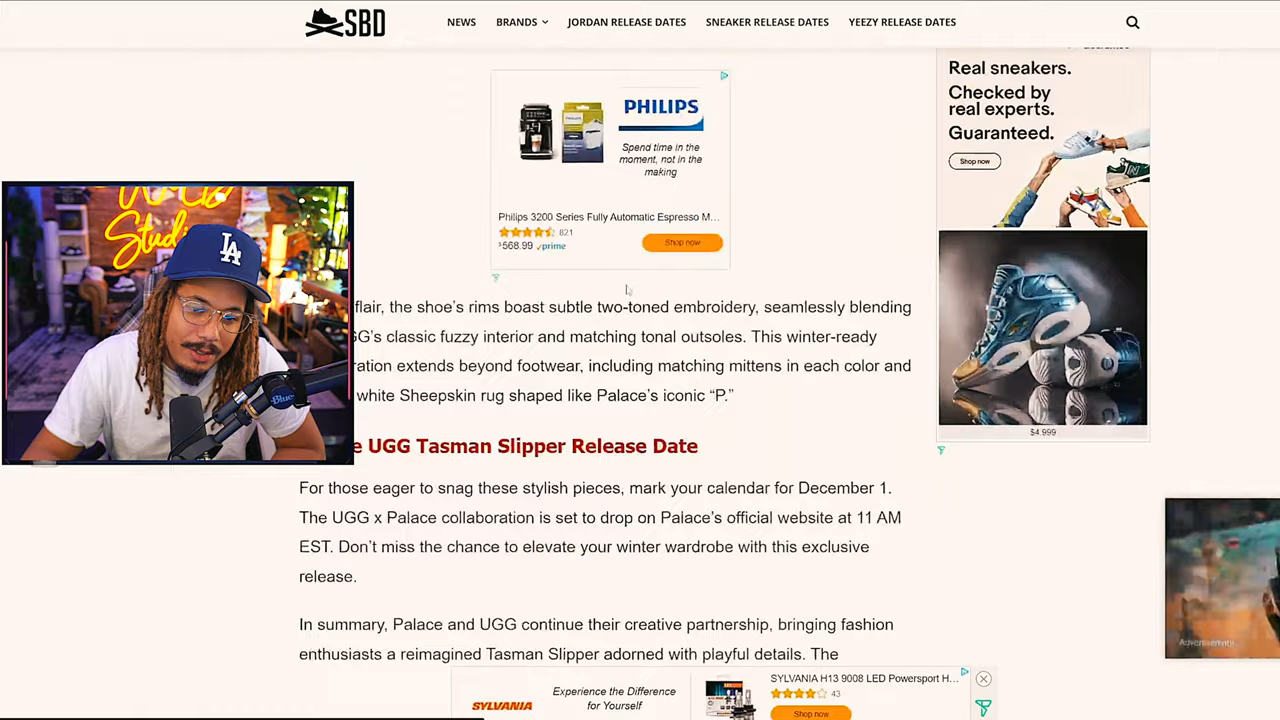 SBD
NEWS
BRANDS
JORDAN RELEASE DATES
SNEAKER RELEASE DATES
YEEZY RELEASE DATES
PHILIPS
Spend time in the
moment, not in the
making
Philips 3200 Series Fully Automatic Espresso M...
821
$568.99 prime
Shop now
Real sneakers.
Checked by
real experts.
Guaranteed.
Shop now
$4,999
Studi
LA
Blue
flair, the shoe's rims boast subtle two-toned embroidery, seamlessly blending
GG's classic fuzzy interior and matching tonal outsoles. This winter-ready
ration extends beyond footwear, including matching mittens in each color and
white Sheepskin rug shaped like Palace's iconic “P.”
e UGG Tasman Slipper Release Date
For those eager to snag these stylish pieces, mark your calendar for December 1.
The UGG x Palace collaboration is set to drop on Palace's official website at 11 AM
EST. Don't miss the chance to elevate your winter wardrobe with this exclusive
release.
In summary, Palace and UGG continue their creative partnership, bringing fashion
enthusiasts a reimagined Tasman Slipper adorned with playful details. The
Advertisement
SYLVANIA
Experience the Difference
for Yourself
SYLVANIA H13 9008 LED Powersport H...
43
Shop now